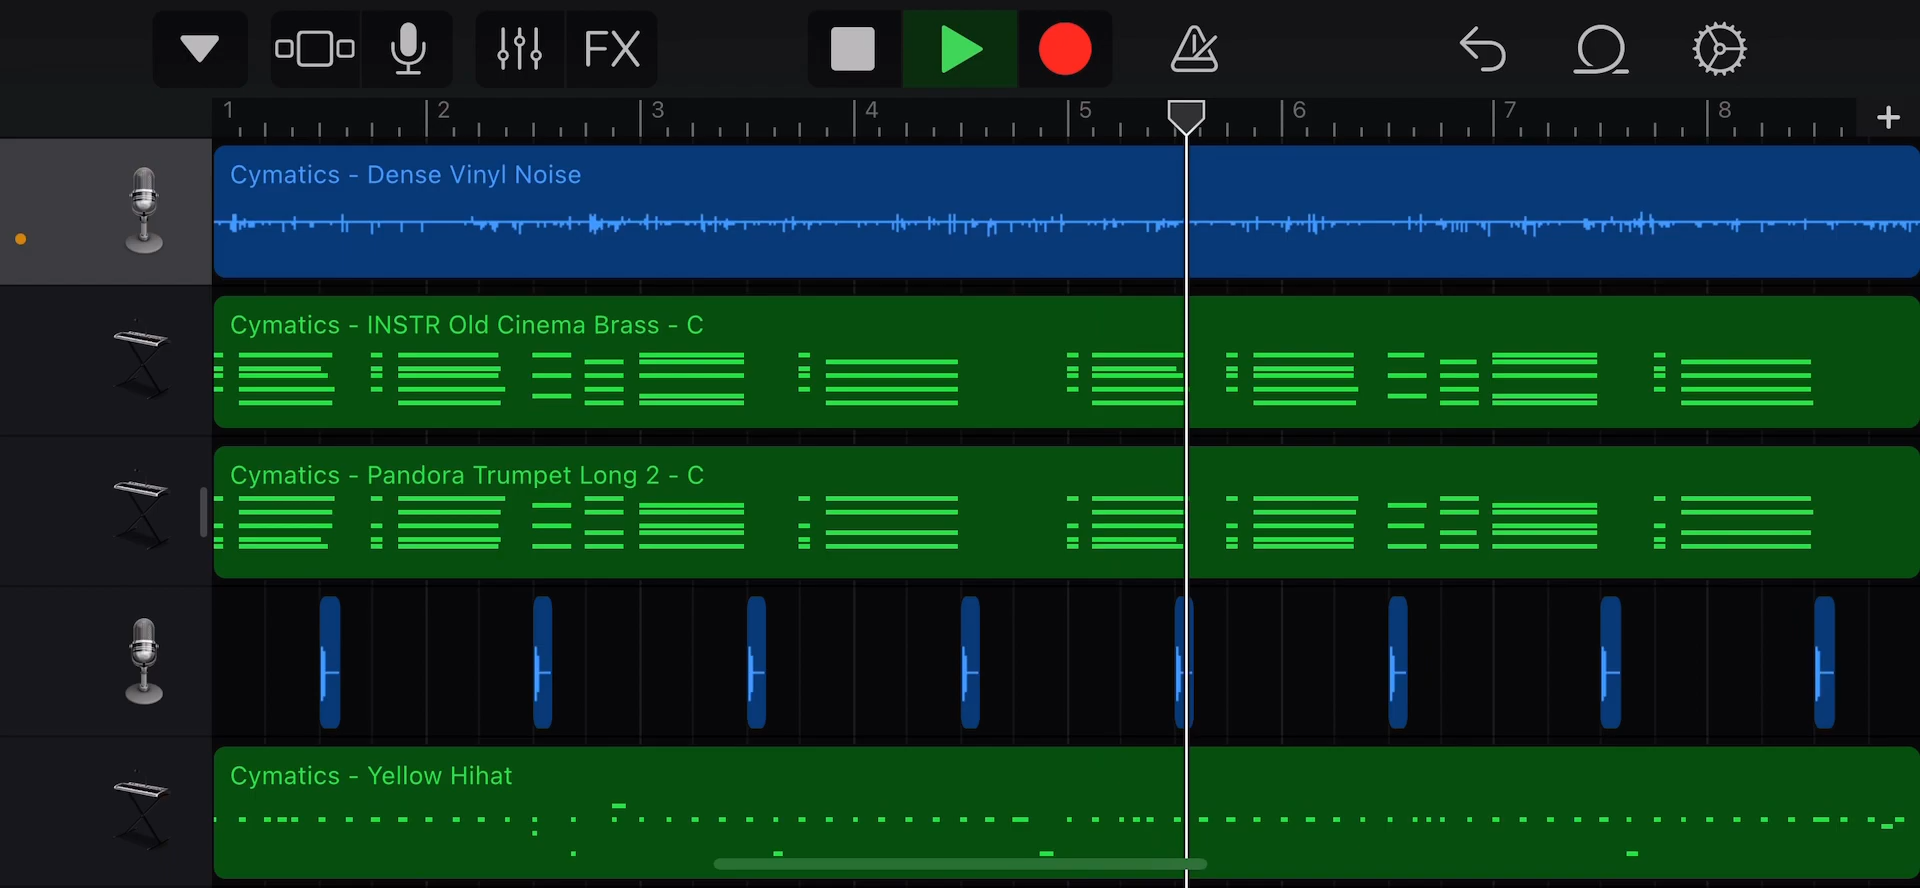 FX
1 2 3 4 5 6 7 8 +
Cymatics - Dense Vinyl Noise
Cymatics - INSTR Old Cinema Brass - C
Cymatics - Pandora Trumpet Long 2 - C
Cymatics - Yellow Hihat